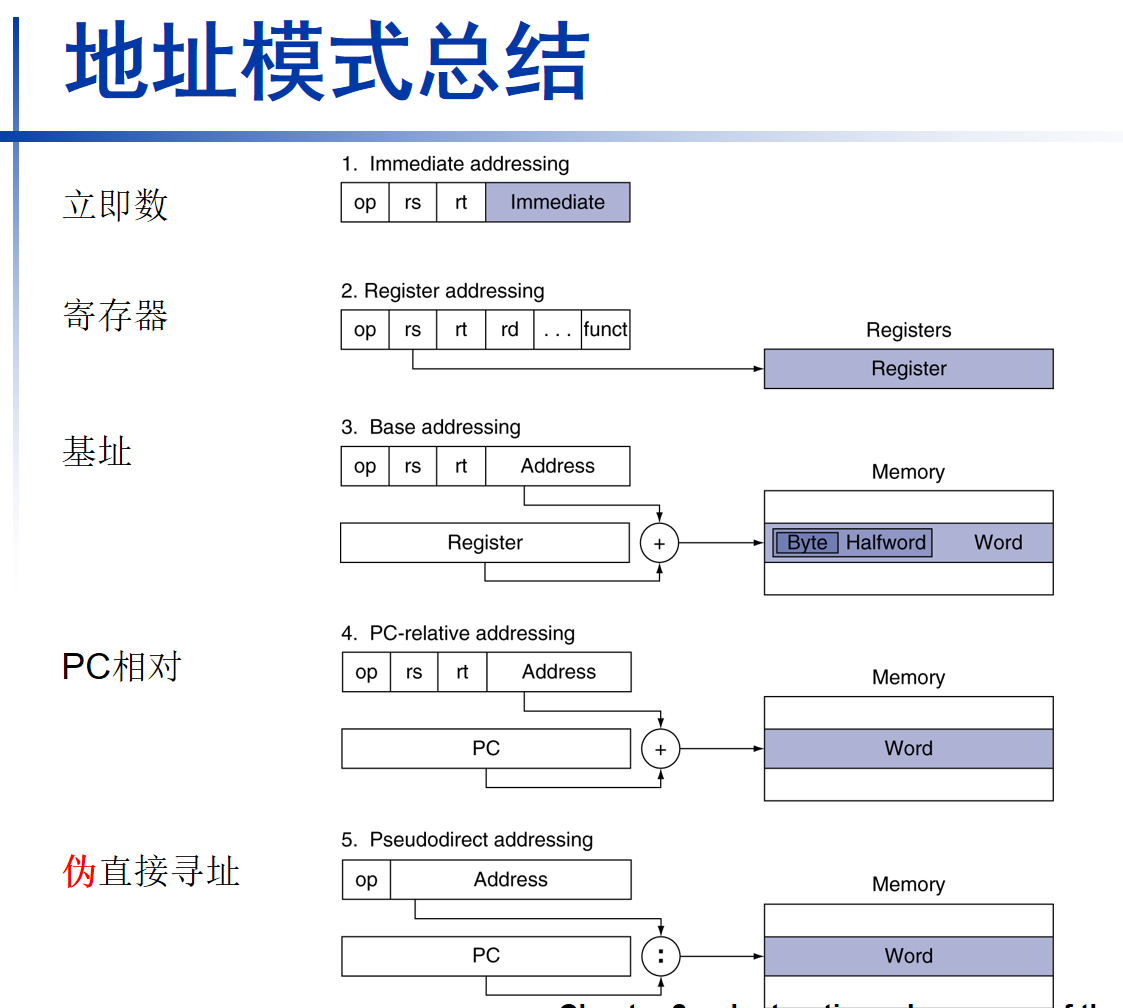 地址模式总结
立即数
1. Immediate addressing
op rs rt Immediate
寄存器
2. Register addressing
op rs rt rd . . . funct
Registers
Register
基址
3. Base addressing
op rs rt Address
Register
+
Memory
Byte Halfword Word
PC相对
4. PC-relative addressing
op rs rt Address
PC
+
Memory
Word
伪直接寻址
5. Pseudodirect addressing
op Address
PC
:
Memory
Word